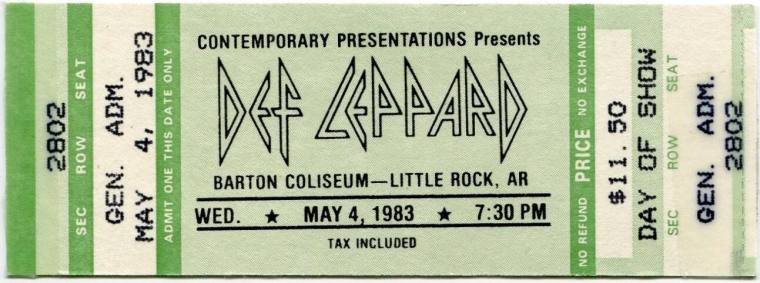 2802
SEC ROW SEAT
GEN. ADM.
MAY 4, 1983
ADMIT ONE THIS DATE ONLY
CONTEMPORARY PRESENTATIONS Presents
DEF LEPPARD
BARTON COLISEUM—LITTLE ROCK, AR
WED. ★ MAY 4, 1983 ★ 7:30 PM
TAX INCLUDED
NO REFUND PRICE NO EXCHANGE
$11.50
DAY OF SHOW
SEC ROW SEAT
GEN. ADM.
2802